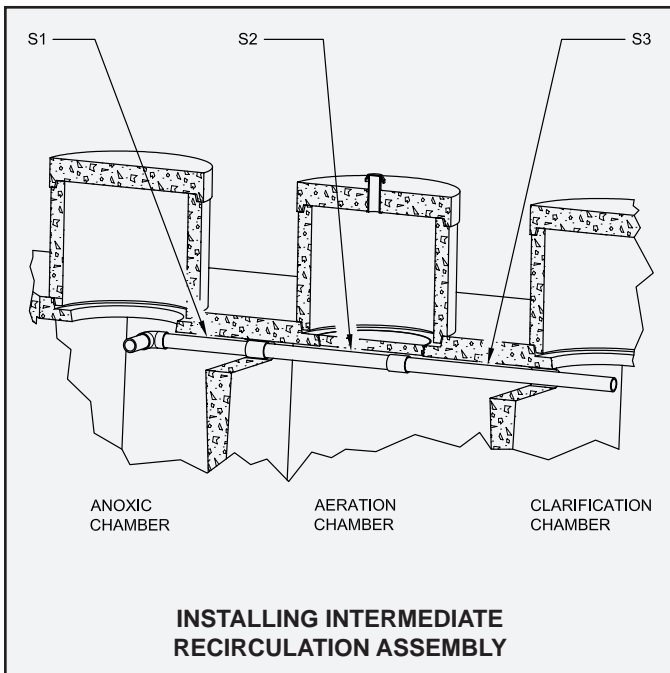 S1
S2
S3
ANOXIC
CHAMBER
AERATION
CHAMBER
CLARIFICATION
CHAMBER
INSTALLING INTERMEDIATE
RECIRCULATION ASSEMBLY